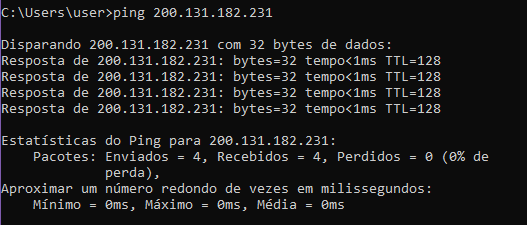 C:\Users\user>ping 200.131.182.231
Disparando 200.131.182.231 com 32 bytes de dados:
Resposta de 200.131.182.231: bytes=32 tempo<1ms TTL=128
Resposta de 200.131.182.231: bytes=32 tempo<1ms TTL=128
Resposta de 200.131.182.231: bytes=32 tempo<1ms TTL=128
Resposta de 200.131.182.231: bytes=32 tempo<1ms TTL=128
Estatísticas do Ping para 200.131.182.231:
Pacotes: Enviados = 4, Recebidos = 4, Perdidos = 0 (0% de
perda),
Aproximar um número redondo de vezes em milissegundos:
Mínimo = 0ms, Máximo = 0ms, Média = 0ms